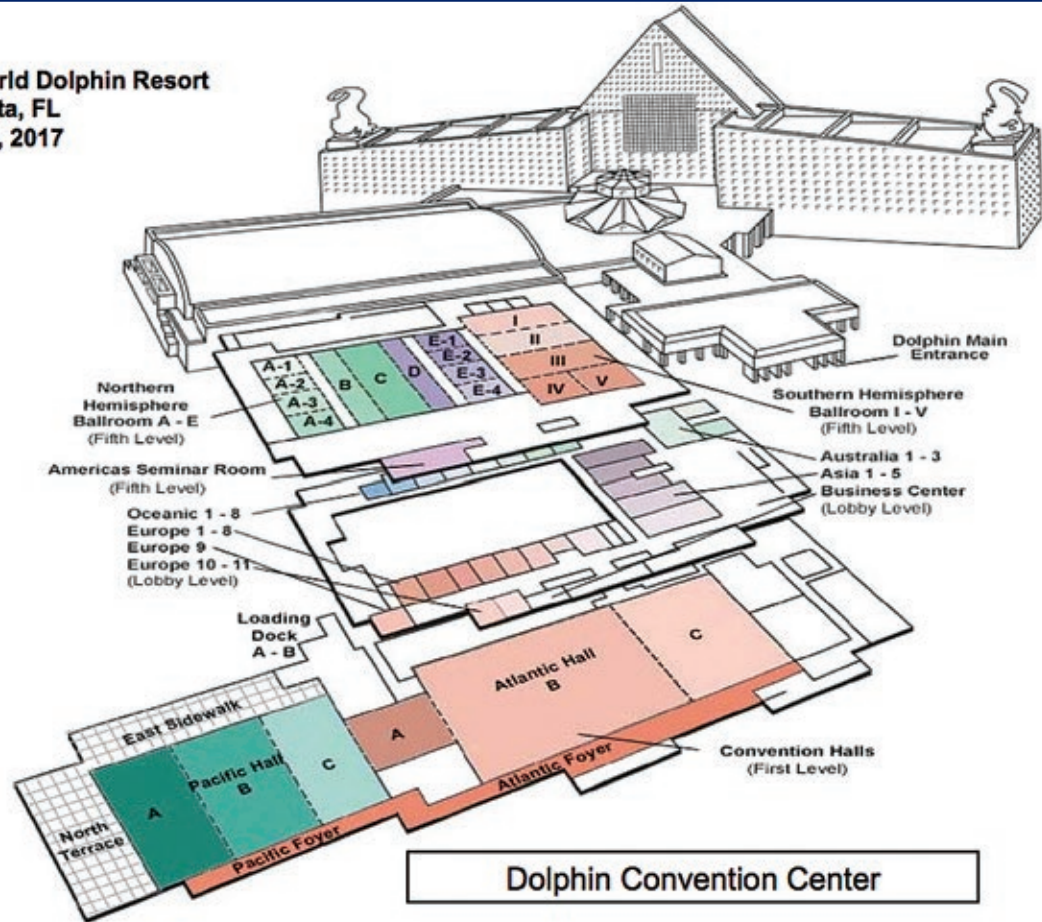 rld Dolphin Resort
ta, FL
, 2017
Dolphin Main
Entrance
I
II
III
IV
V
A-1
A-2
A-3
A-4
B
C
D
E-1
E-2
E-3
E-4
Northern
Hemisphere
Ballroom A - E
(Fifth Level)
Southern Hemisphere
Ballroom I - V
(Fifth Level)
Americas Seminar Room
(Fifth Level)
Australia 1 - 3
Asia 1 - 5
Business Center
(Lobby Level)
Oceanic 1 - 8
Europe 1 - 8
Europe 9
Europe 10 - 11
(Lobby Level)
Loading
Dock
A - B
Atlantic Hall
B
C
A
East Sidewalk
Pacific Hall
B
C
A
North
Terrace
Pacific Foyer
Atlantic Foyer
Convention Halls
(First Level)
Dolphin Convention Center